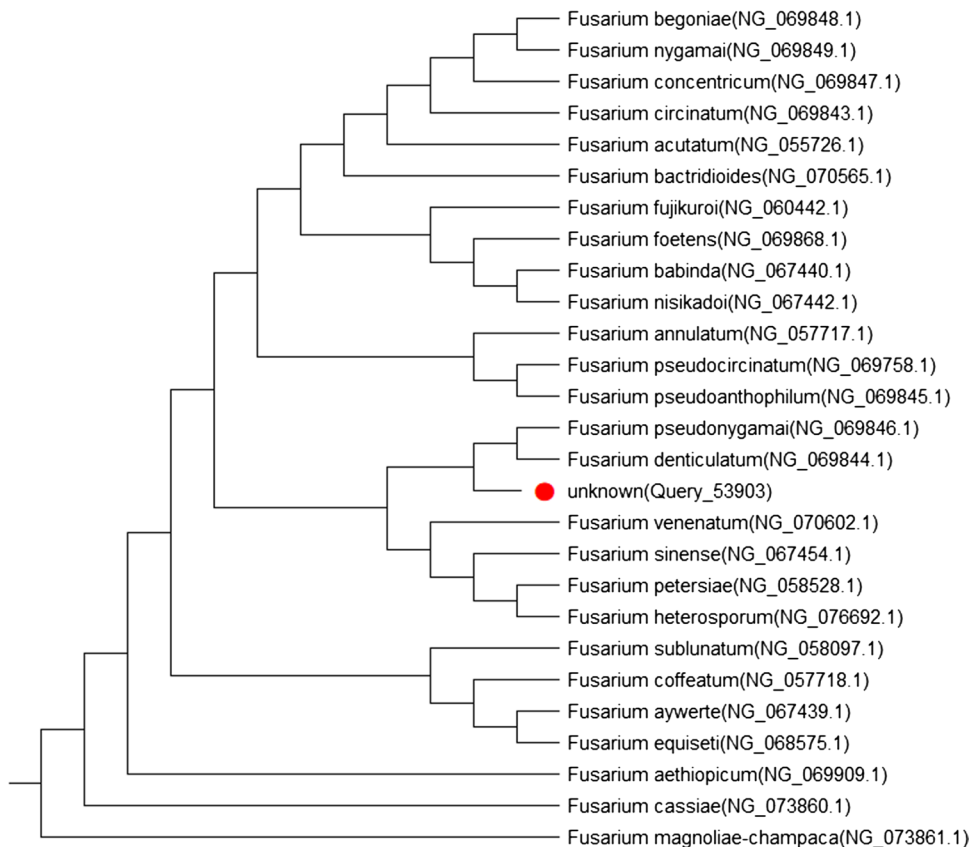 Fusarium begoniae(NG_069848.1)
Fusarium nygamai(NG_069849.1)
Fusarium concentricum(NG_069847.1)
Fusarium circinatum(NG_069843.1)
Fusarium acutatum(NG_055726.1)
Fusarium bactridioides(NG_070565.1)
Fusarium fujikuroi(NG_060442.1)
Fusarium foetens(NG_069868.1)
Fusarium babinda(NG_067440.1)
Fusarium nisikadoi(NG_067442.1)
Fusarium annulatum(NG_057717.1)
Fusarium pseudocircinatum(NG_069758.1)
Fusarium pseudoanthophilum(NG_069845.1)
Fusarium pseudonygamai(NG_069846.1)
Fusarium denticulatum(NG_069844.1)
unknown(Query_53903)
Fusarium venenatum(NG_070602.1)
Fusarium sinense(NG_067454.1)
Fusarium petersiae(NG_058528.1)
Fusarium heterosporum(NG_076692.1)
Fusarium sublunatum(NG_058097.1)
Fusarium coffeatum(NG_057718.1)
Fusarium aywerte(NG_067439.1)
Fusarium equiseti(NG_068575.1)
Fusarium aethiopicum(NG_069909.1)
Fusarium cassiae(NG_073860.1)
Fusarium magnoliae-champaca(NG_073861.1)